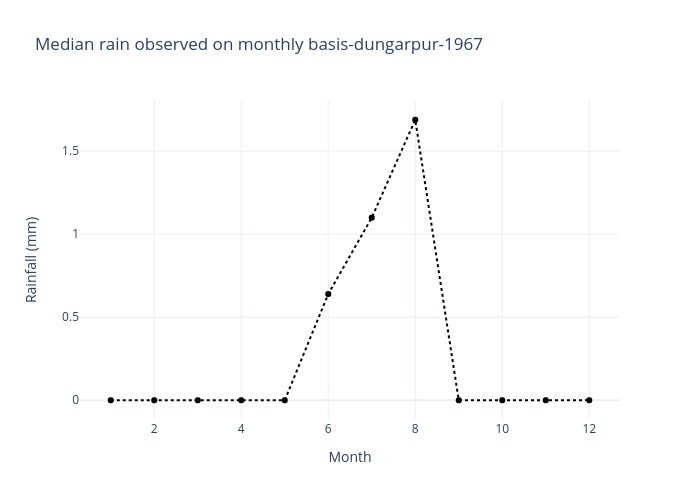 Median rain observed on monthly basis-dungarpur-1967
1.5
1
0.5
0
Rainfall (mm)
2 4 6 8 10 12
Month